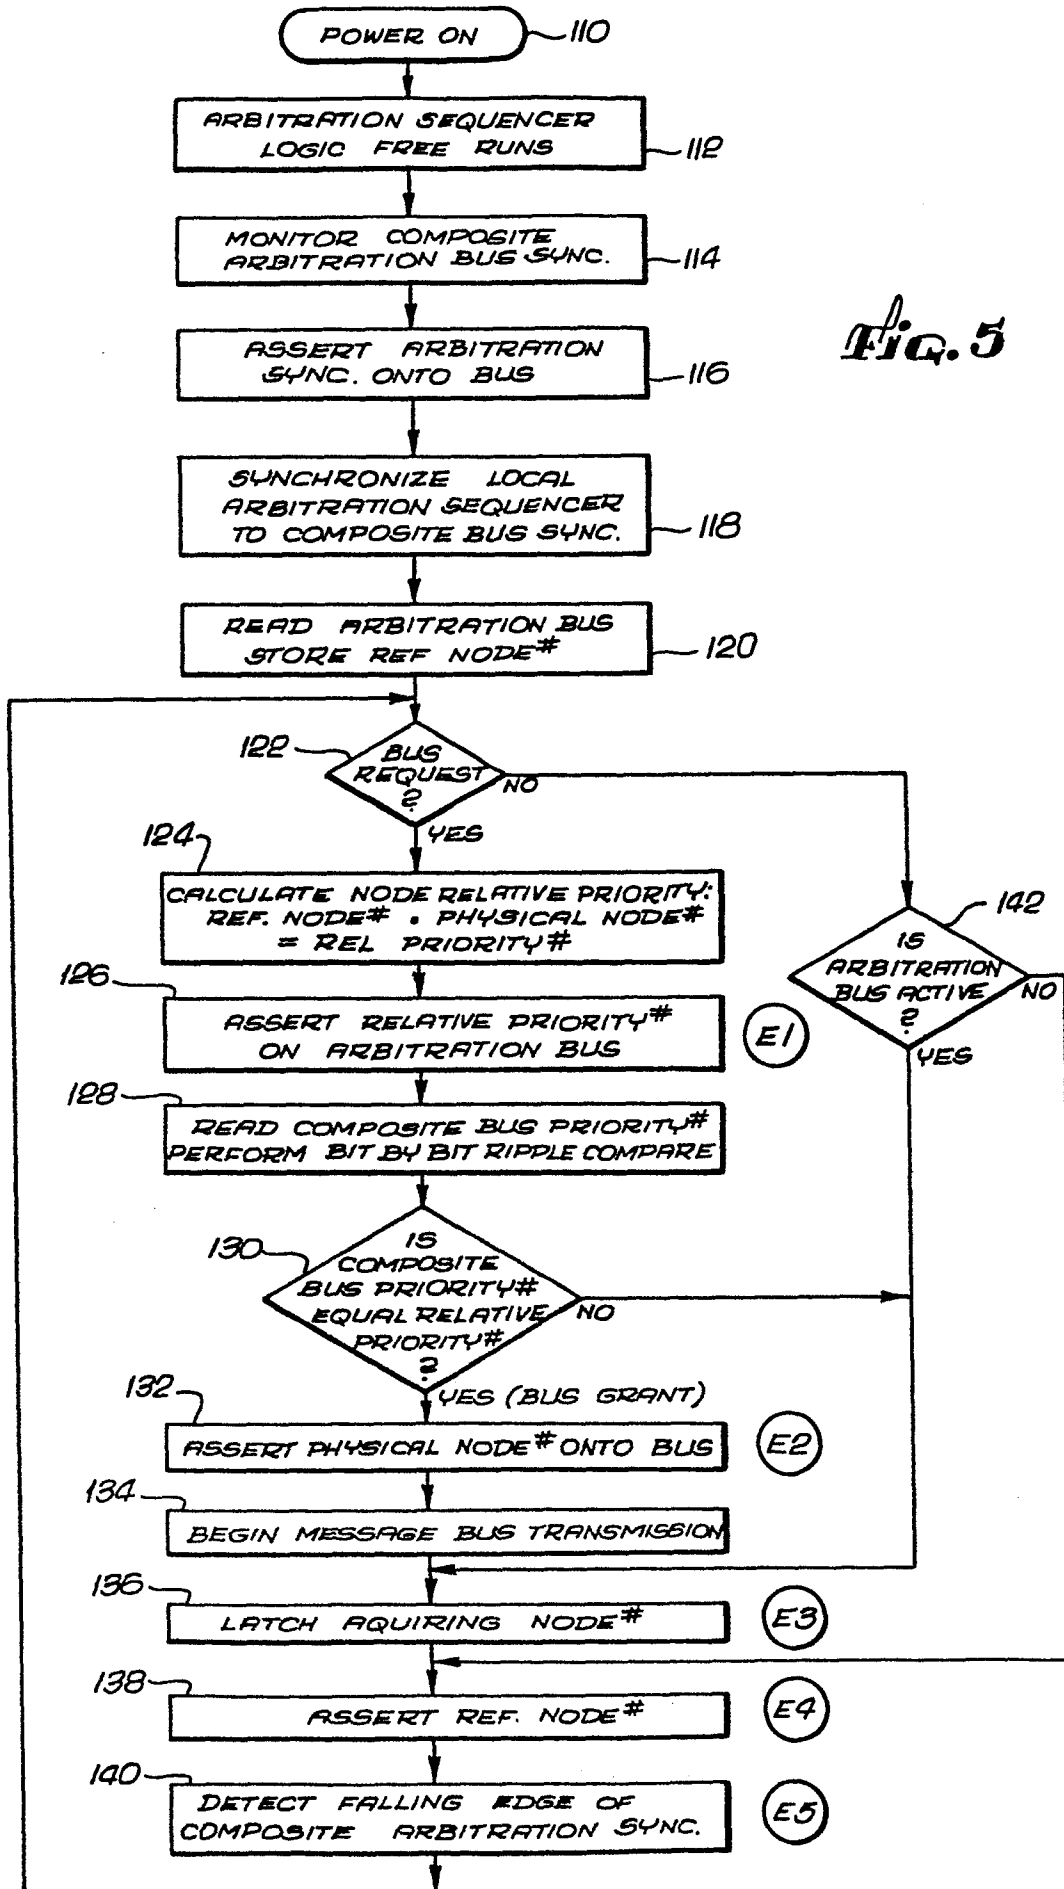 POWER ON
110
ARBITRATION SEQUENCER
LOGIC FREE RUNS
112
MONITOR COMPOSITE
ARBITRATION BUS SYNC.
114
Fig. 5
ASSERT ARBITRATION
SYNC. ONTO BUS
116
SYNCHRONIZE LOCAL
ARBITRATION SEQUENCER
TO COMPOSITE BUS SYNC.
118
READ ARBITRATION BUS
STORE REF NODE#
120
122
BUS
REQUEST
?
NO
YES
124
CALCULATE NODE RELATIVE PRIORITY:
REF. NODE# • PHYSICAL NODE#
= REL PRIORITY#
142
IS
ARBITRATION
BUS ACTIVE
?
NO
YES
126
ASSERT RELATIVE PRIORITY#
ON ARBITRATION BUS
E1
128
READ COMPOSITE BUS PRIORITY#
PERFORM BIT BY BIT RIPPLE COMPARE
130
IS
COMPOSITE
BUS PRIORITY#
EQUAL RELATIVE
PRIORITY#
?
NO
YES (BUS GRANT)
132
ASSERT PHYSICAL NODE# ONTO BUS
E2
134
BEGIN MESSAGE BUS TRANSMISSION
136
LATCH AQUIRING NODE#
E3
138
ASSERT REF. NODE#
E4
140
DETECT FALLING EDGE OF
COMPOSITE ARBITRATION SYNC.
E5